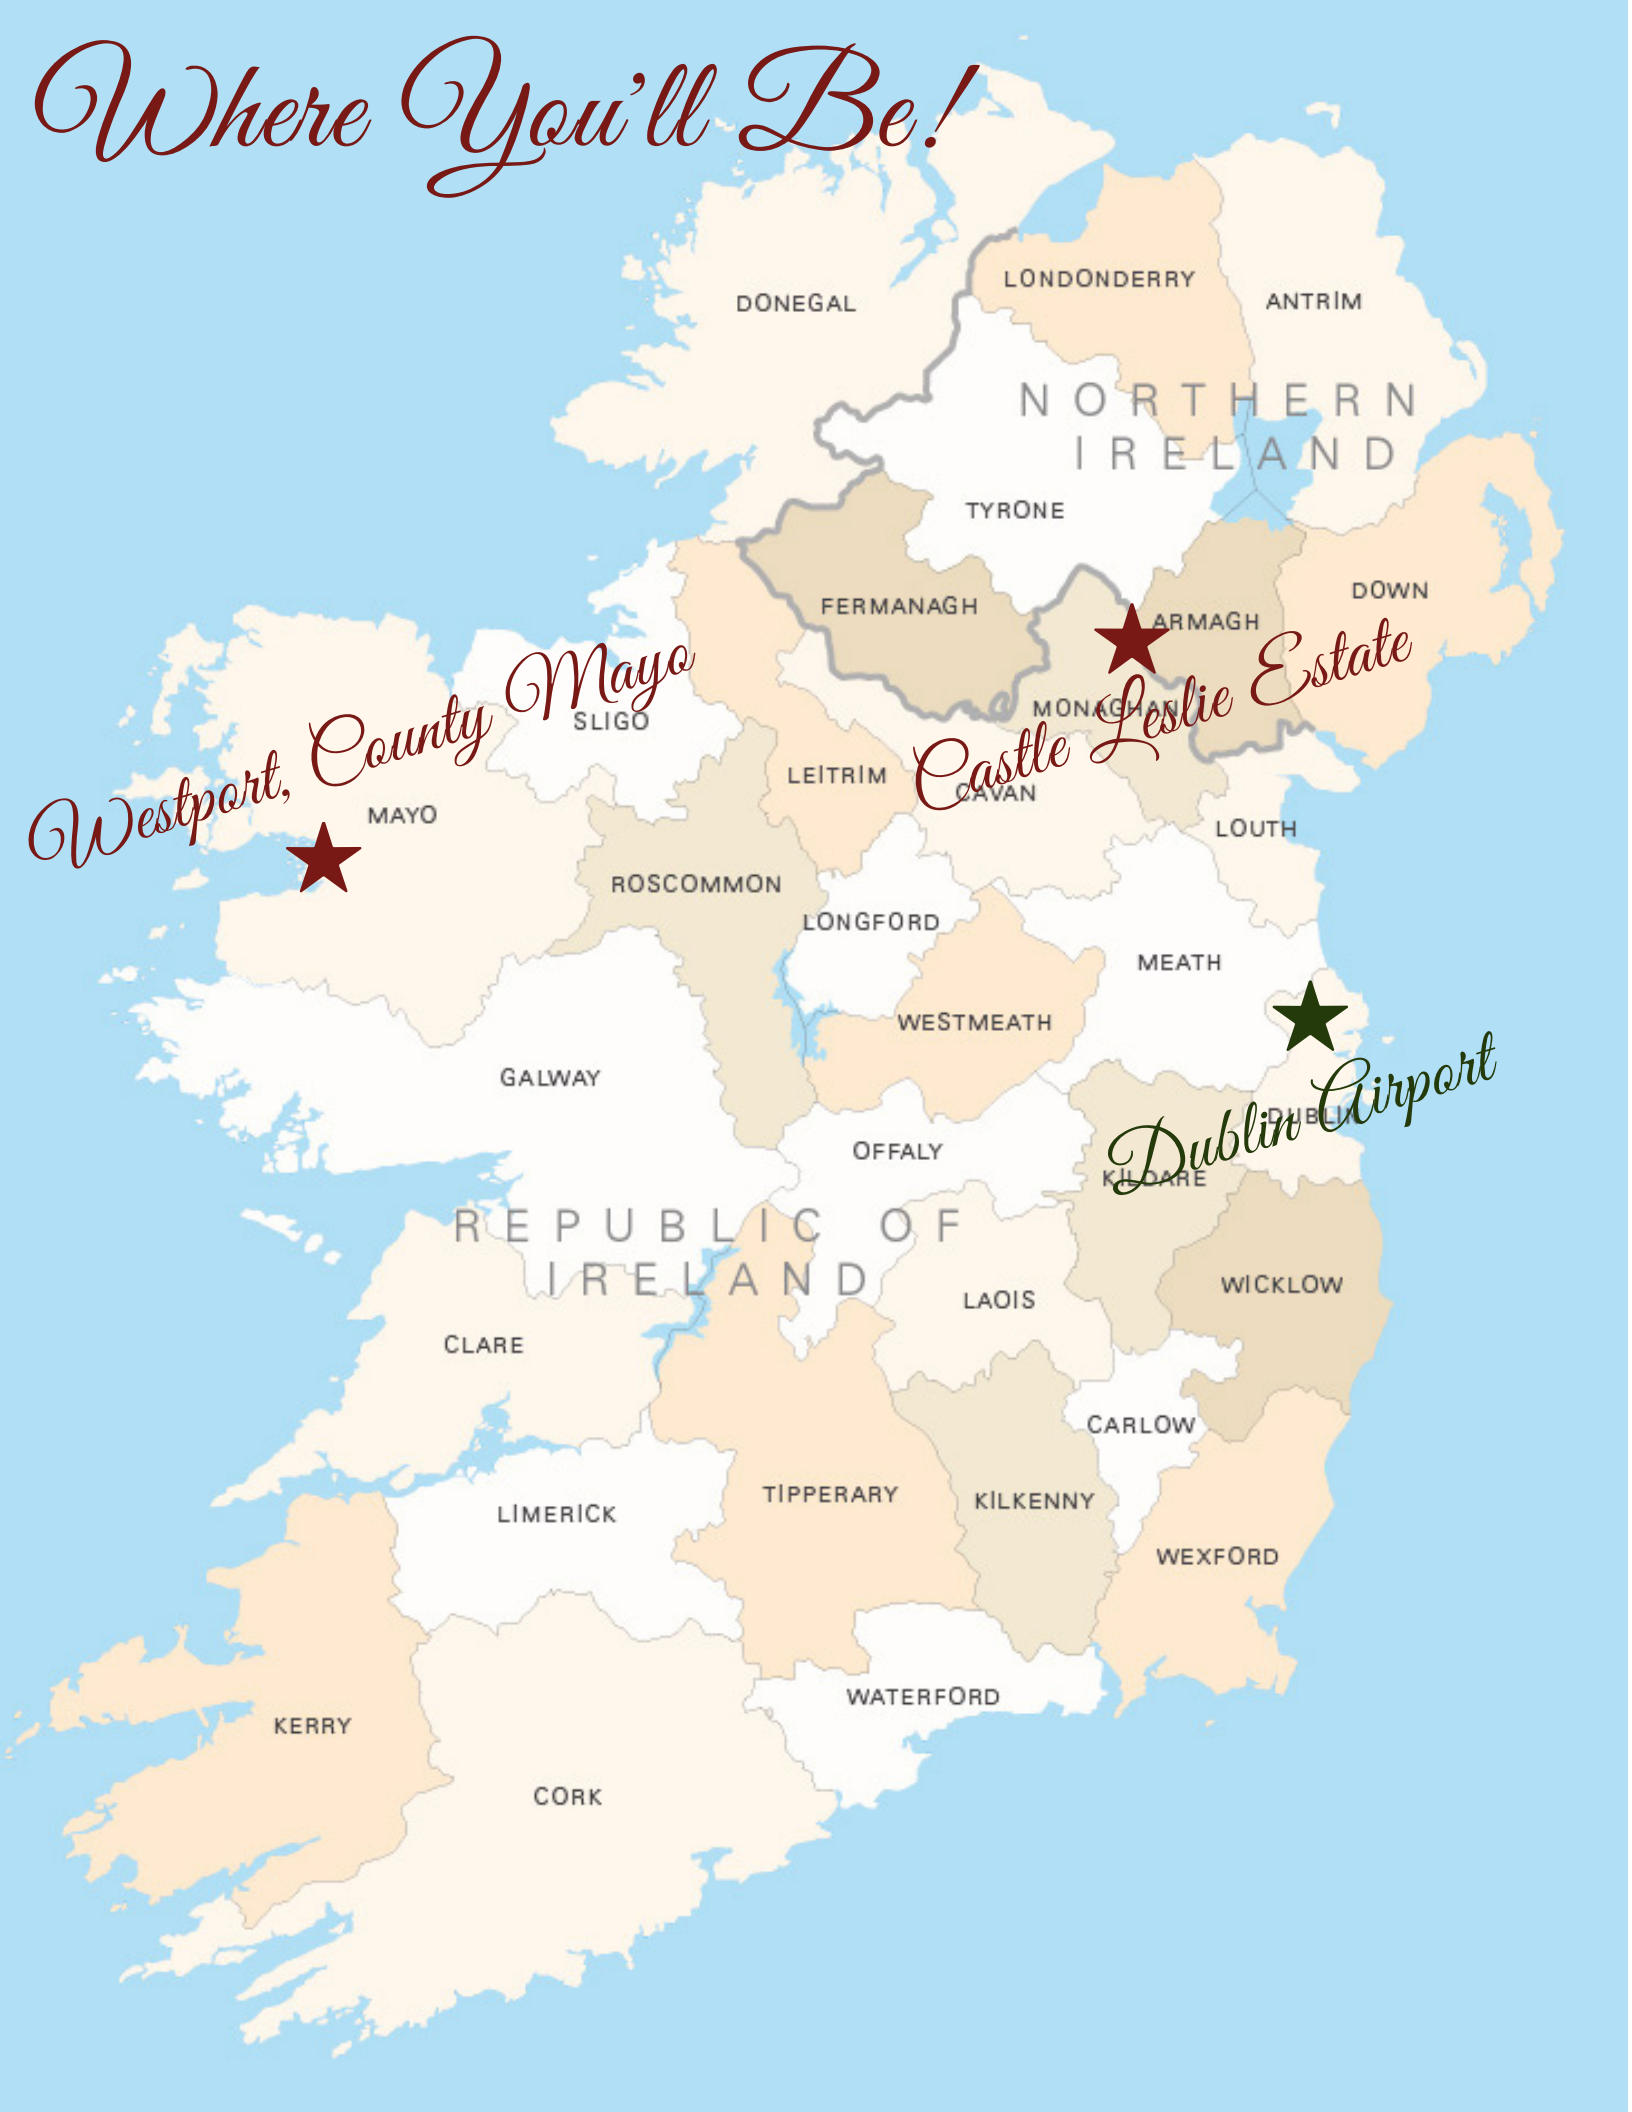 Where You'll Be!
LONDONDERRY
DONEGAL
ANTRIM
NORTHERN
IRELAND
TYRONE
DOWN
FERMANAGH
ARMAGH
Castle Leslie Estate
MONAGHAN
Westport, County Mayo
SLIGO
LEITRIM
CAVAN
MAYO
LOUTH
ROSCOMMON
LONGFORD
MEATH
WESTMEATH
GALWAY
Dublin Airport
DUBLIN
OFFALY
KILDARE
REPUBLIC OF
IRELAND
WICKLOW
LAOIS
CLARE
CARLOW
TIPPERARY
KILKENNY
LIMERICK
WEXFORD
WATERFORD
KERRY
CORK